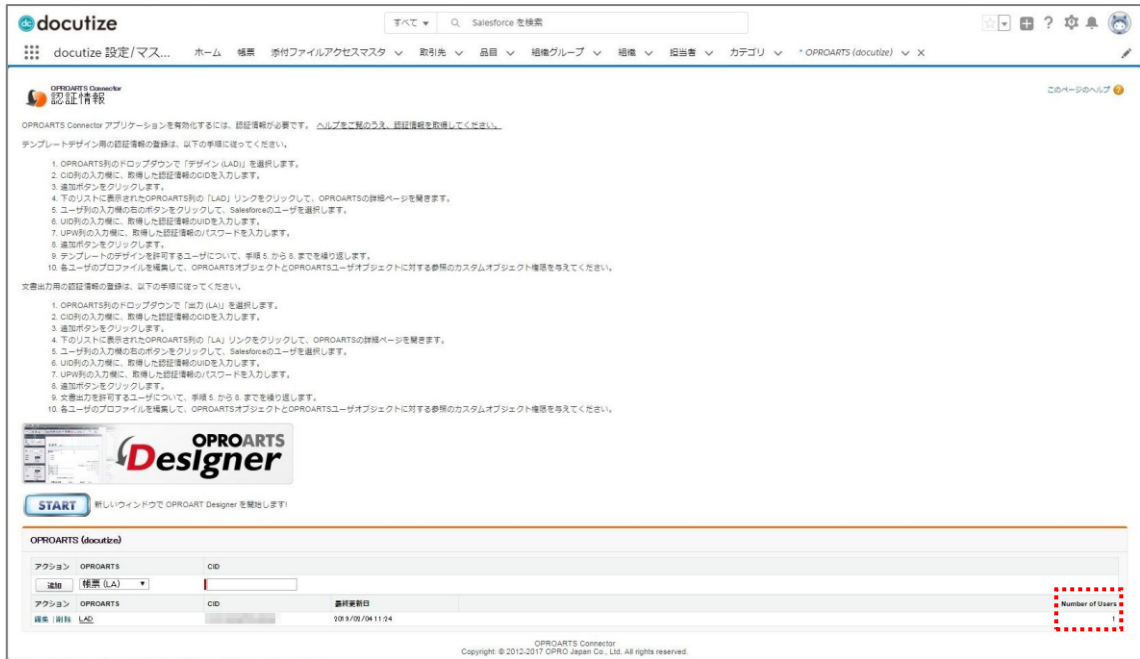 docutize
すべて Salesforce を検索
docutize 設定/マス... ホーム 帳票 添付ファイルアクセスマスタ 取引先 品目 組織グループ 組織 担当者 カテゴリ * OPROARTS (docutize)
OPROARTS Connector
認証情報
このページのヘルプ
OPROARTS Connector アプリケーションを有効化するには、認証情報が必要です。 ヘルプをご覧のうえ、認証情報を取得してください。
テンプレートデザイン用の認証情報の登録は、以下の手順に従ってください。
1. OPROARTS列のドロップダウンで「デザイン (LAD)」を選択します。
2. CID列の入力欄に、取得した認証情報のCIDを入力します。
3. 追加ボタンをクリックします。
4. 下のリストに表示されたOPROARTS列の「LAD」リンクをクリックして、OPROARTSの詳細ページを開きます。
5. ユーザ列の入力欄の右のボタンをクリックして、Salesforceのユーザを選択します。
6. UID列の入力欄に、取得した認証情報のUIDを入力します。
7. UPW列の入力欄に、取得した認証情報のパスワードを入力します。
8. 追加ボタンをクリックします。
9. テンプレートのデザインを許可するユーザについて、手順 5. から 8. までを繰り返します。
10. 各ユーザのプロファイルを編集して、OPROARTSオブジェクトとOPROARTSユーザオブジェクトに対する参照のカスタムオブジェクト権限を与えてください。
文書出力用の認証情報の登録は、以下の手順に従ってください。
1. OPROARTS列のドロップダウンで「出力 (LA)」を選択します。
2. CID列の入力欄に、取得した認証情報のCIDを入力します。
3. 追加ボタンをクリックします。
4. 下のリストに表示されたOPROARTS列の「LA」リンクをクリックして、OPROARTSの詳細ページを開きます。
5. ユーザ列の入力欄の右のボタンをクリックして、Salesforceのユーザを選択します。
6. UID列の入力欄に、取得した認証情報のUIDを入力します。
7. UPW列の入力欄に、取得した認証情報のパスワードを入力します。
8. 追加ボタンをクリックします。
9. 文書出力を許可するユーザについて、手順 5. から 8. までを繰り返します。
10. 各ユーザのプロファイルを編集して、OPROARTSオブジェクトとOPROARTSユーザオブジェクトに対する参照のカスタムオブジェクト権限を与えてください。
OPROARTS
Designer
START 新しいウィンドウで OPROART Designer を開始します!
OPROARTS (docutize)
アクション OPROARTS CID
追加 帳票 (LA)
アクション OPROARTS CID 最終更新日 Number of Users
編集 | 削除 LAD 2019/02/04 11:24 1
OPROARTS Connector
Copyright © 2012-2017 OPRO Japan Co., Ltd. All rights reserved.